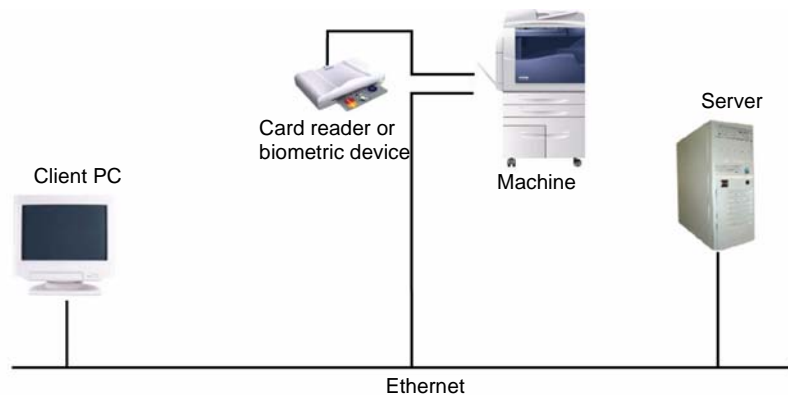 Card reader or
biometric device
Machine
Server
Client PC
Ethernet